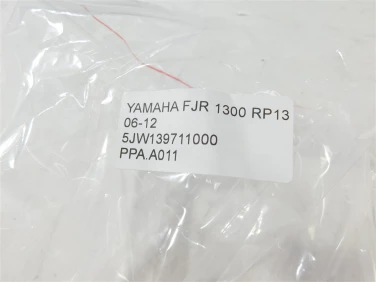 YAMAHA FJR 1300 RP13
06-12
5JW139711000
PPA.A011